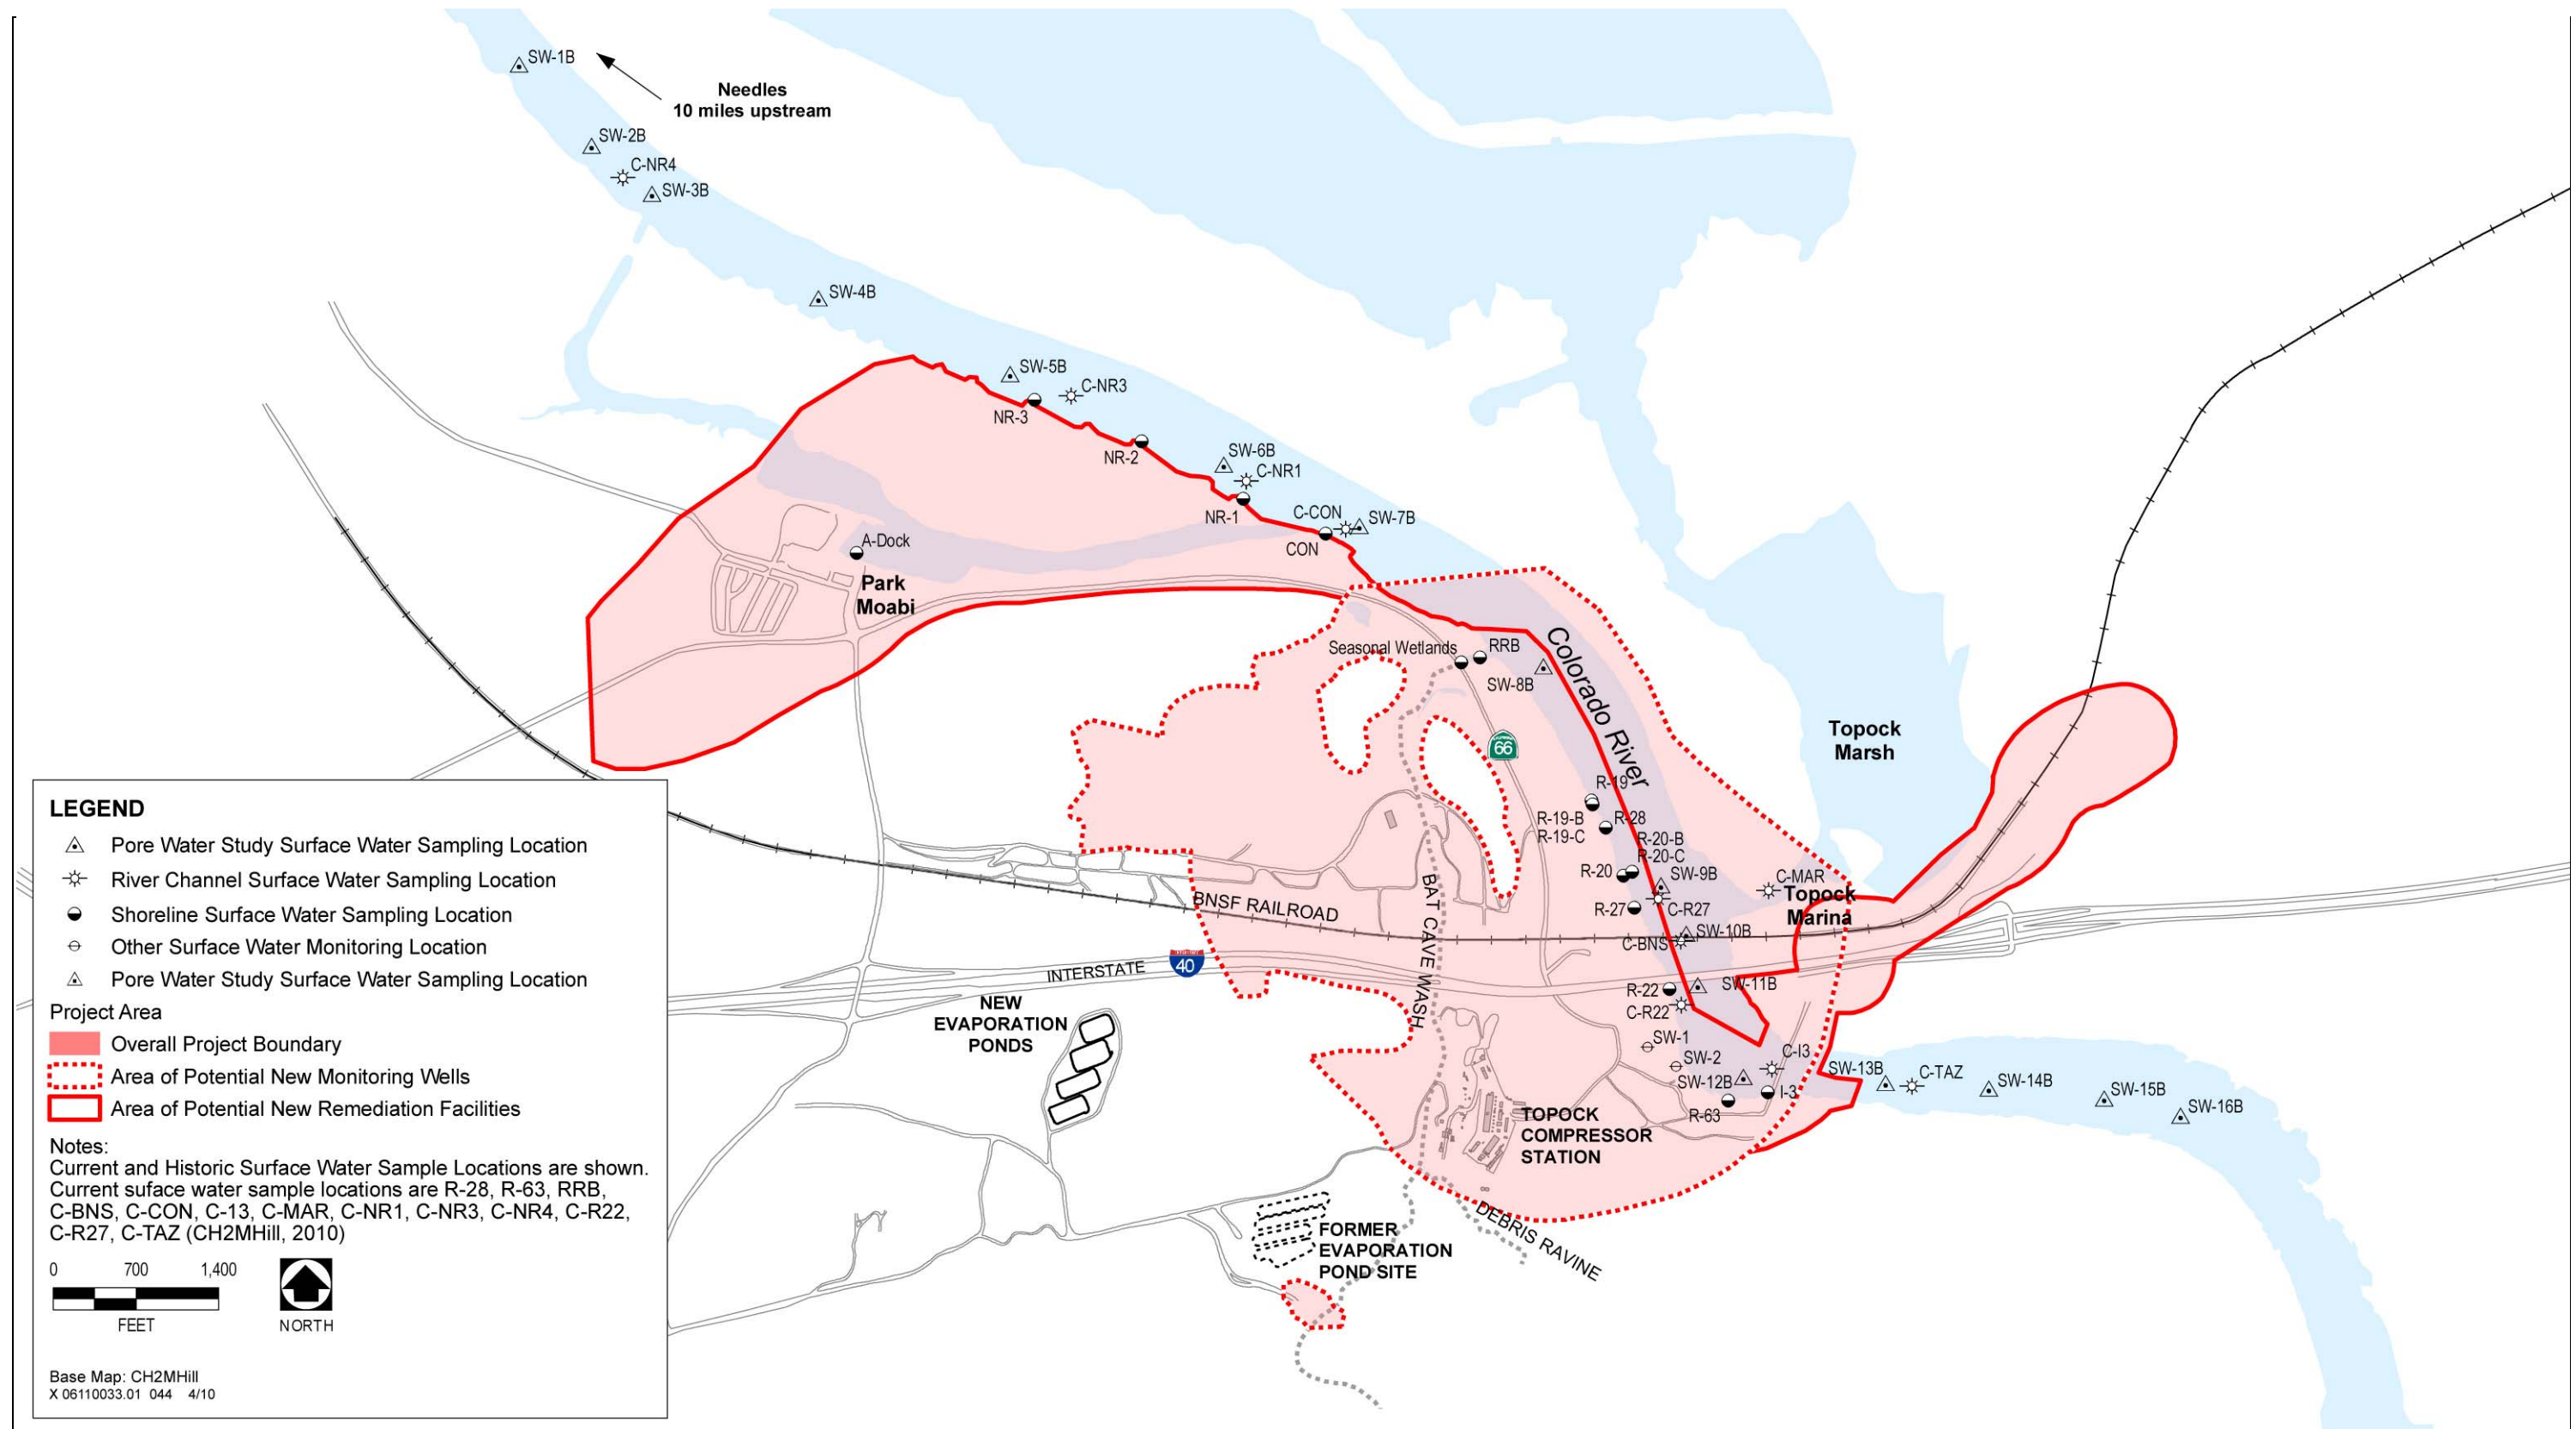 SW-1B
Needles
10 miles upstream
SW-2B
C-NR4
SW-3B
SW-4B
SW-5B
C-NR3
NR-3
NR-2
SW-6B
C-NR1
NR-1
C-CON
SW-7B
CON
A-Dock
Park
Moabi
Seasonal Wetlands
RRB
SW-8B
Colorado River
66
Topock
Marsh
R-19
R-19-B
R-28
R-19-C
R-20-B
R-20-C
R-20
SW-9B
C-MAR
Topock
Marina
R-27
C-R27
BAT CAVE WASH
BNSF RAILROAD
C-BNS
SW-10B
INTERSTATE
40
R-22
SW-11B
C-R22
NEW
EVAPORATION
PONDS
SW-1
SW-2
C-I3
SW-12B
I-3
R-63
SW-13B
C-TAZ
SW-14B
SW-15B
SW-16B
TOPOCK
COMPRESSOR
STATION
DEBRIS RAVINE
FORMER
EVAPORATION
POND SITE
LEGEND
Pore Water Study Surface Water Sampling Location
River Channel Surface Water Sampling Location
Shoreline Surface Water Sampling Location
Other Surface Water Monitoring Location
Pore Water Study Surface Water Sampling Location
Project Area
Overall Project Boundary
Area of Potential New Monitoring Wells
Area of Potential New Remediation Facilities
Notes:
Current and Historic Surface Water Sample Locations are shown.
Current suface water sample locations are R-28, R-63, RRB,
C-BNS, C-CON, C-13, C-MAR, C-NR1, C-NR3, C-NR4, C-R22,
C-R27, C-TAZ (CH2MHill, 2010)
0 700 1,400
FEET
NORTH
Base Map: CH2MHill
X 06110033.01 044 4/10